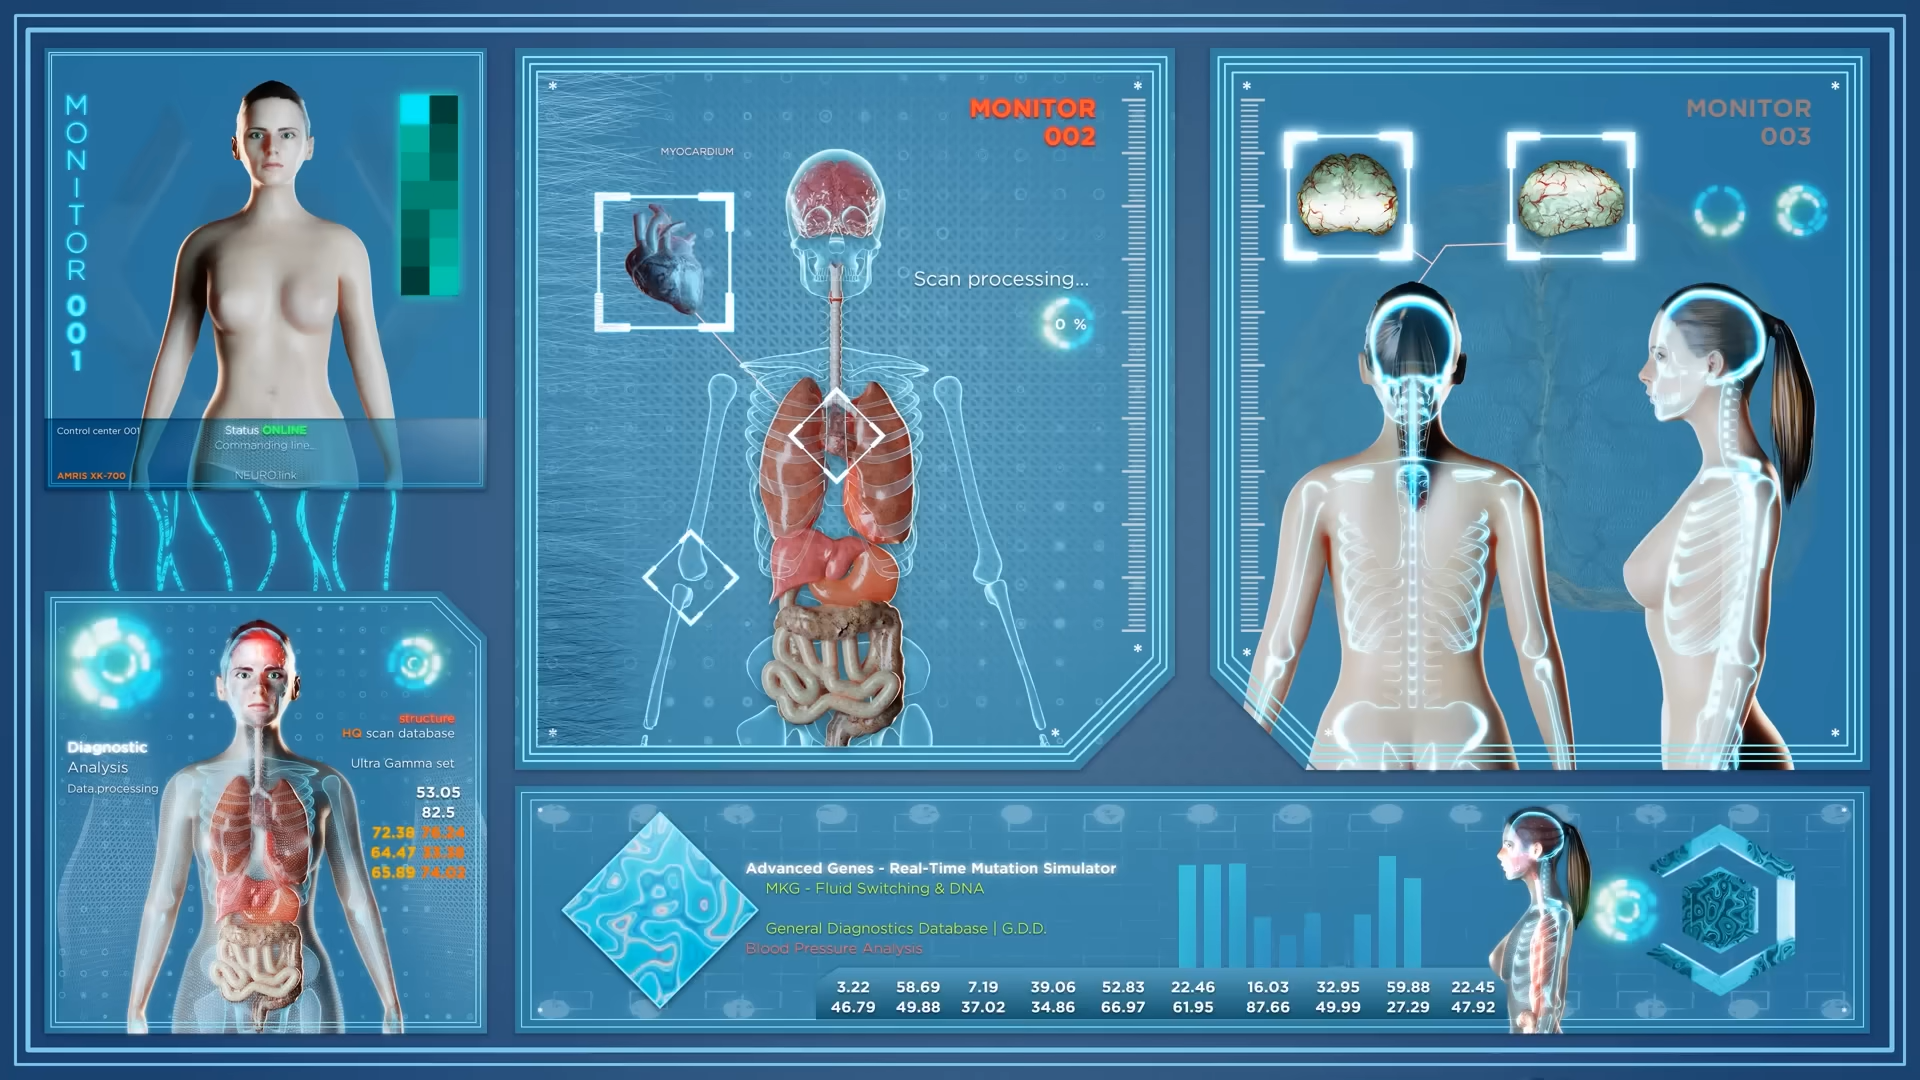 MONITOR 001
Control center 001
Status ONLINE
Commanding line...
AMRIS XK-700
NEURO.link
MONITOR
002
MYOCARDIUM
Scan processing...
0 %
MONITOR
003
structure
HQ scan database
Diagnostic
Analysis
Data.processing
Ultra Gamma set
53.05
82.5
72.38
64.47
65.89
Advanced Genes - Real-Time Mutation Simulator
MKG - Fluid Switching & DNA
General Diagnostics Database | G.D.D.
Blood Pressure Analysis
3.22 58.69 7.19 39.06 52.83 22.46 16.03 32.95 59.88 22.45
46.79 49.88 37.02 34.86 66.97 61.95 87.66 49.99 27.29 47.92